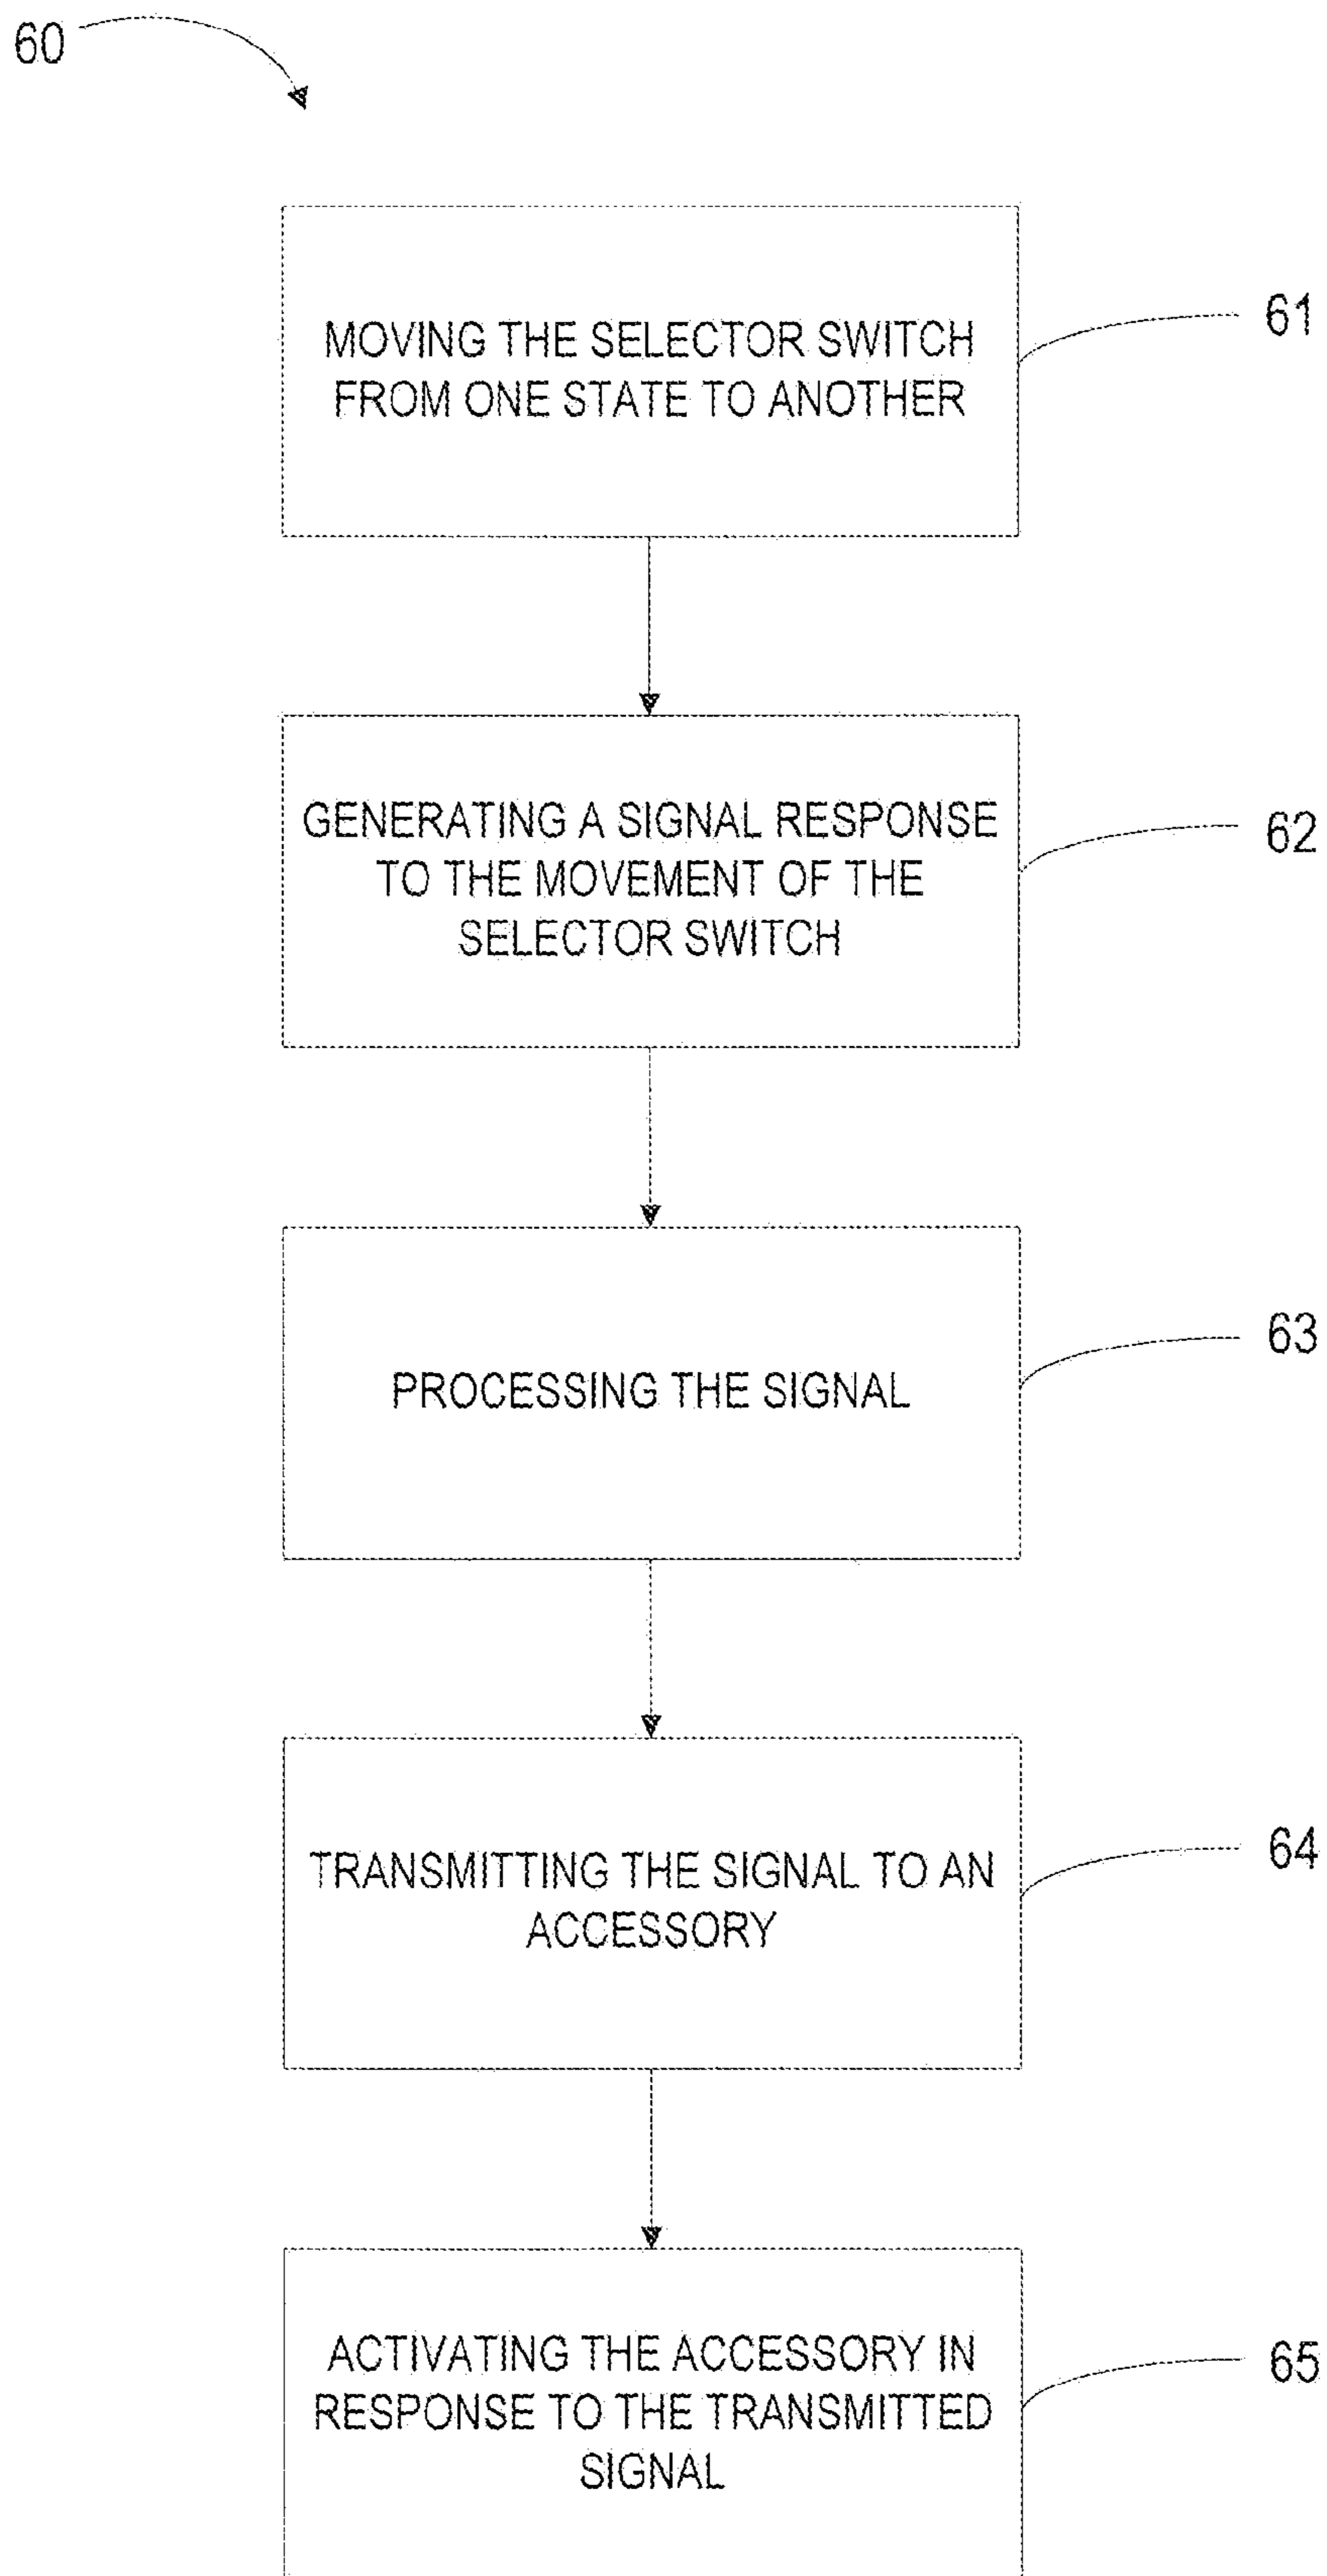 60
MOVING THE SELECTOR SWITCH
FROM ONE STATE TO ANOTHER
61
GENERATING A SIGNAL RESPONSE
TO THE MOVEMENT OF THE
SELECTOR SWITCH
62
PROCESSING THE SIGNAL
63
TRANSMITTING THE SIGNAL TO AN
ACCESSORY
64
ACTIVATING THE ACCESSORY IN
RESPONSE TO THE TRANSMITTED
SIGNAL
65